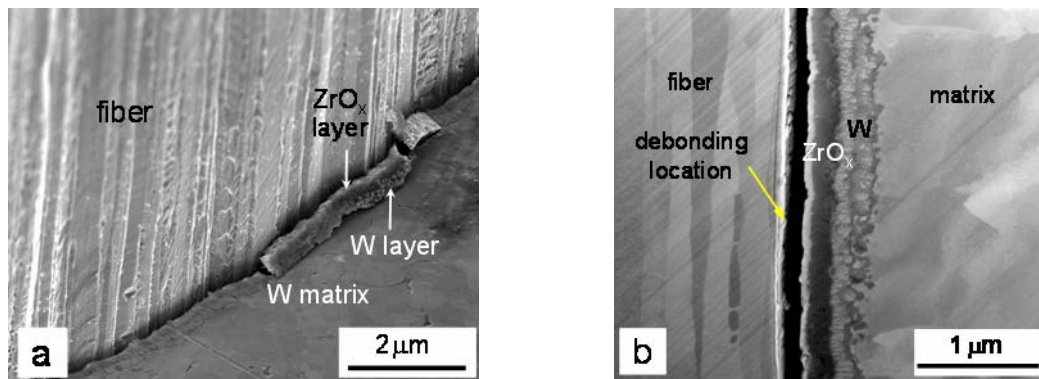 fiber
ZrOₓ
layer
W layer
W matrix
a
2 μm
fiber
W
matrix
ZrOₓ
debonding
location
b
1 μm